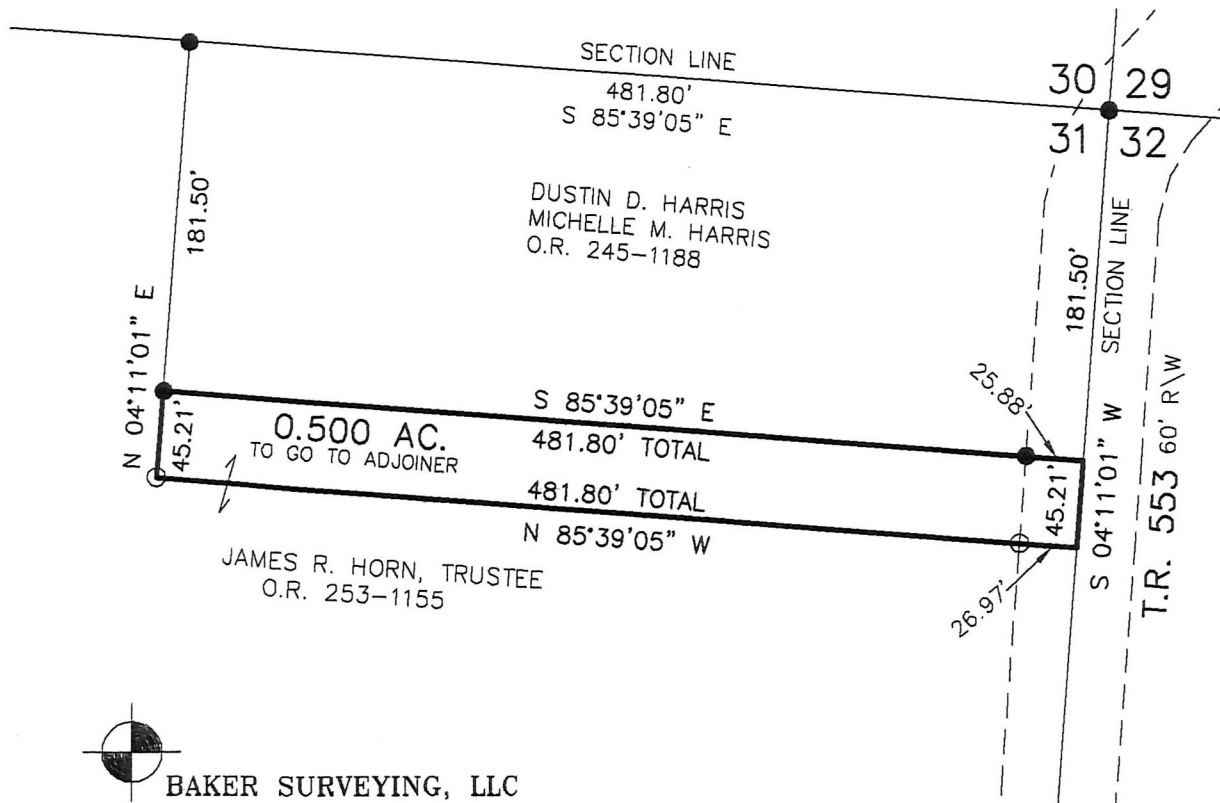 SECTION LINE
481.80'
S 85°39'05" E
30 29
31 32
DUSTIN D. HARRIS
MICHELLE M. HARRIS
O.R. 245-1188
181.50'
N 04°11'01" E
181.50'
SECTION LINE
25.88'
S 85°39'05" E
0.500 AC.
481.80' TOTAL
TO GO TO ADJOINER
45.21'
481.80' TOTAL
N 85°39'05" W
45.21'
S 04°11'01" W
T.R. 553 60' R\W
26.97'
JAMES R. HORN, TRUSTEE
O.R. 253-1155
BAKER SURVEYING, LLC